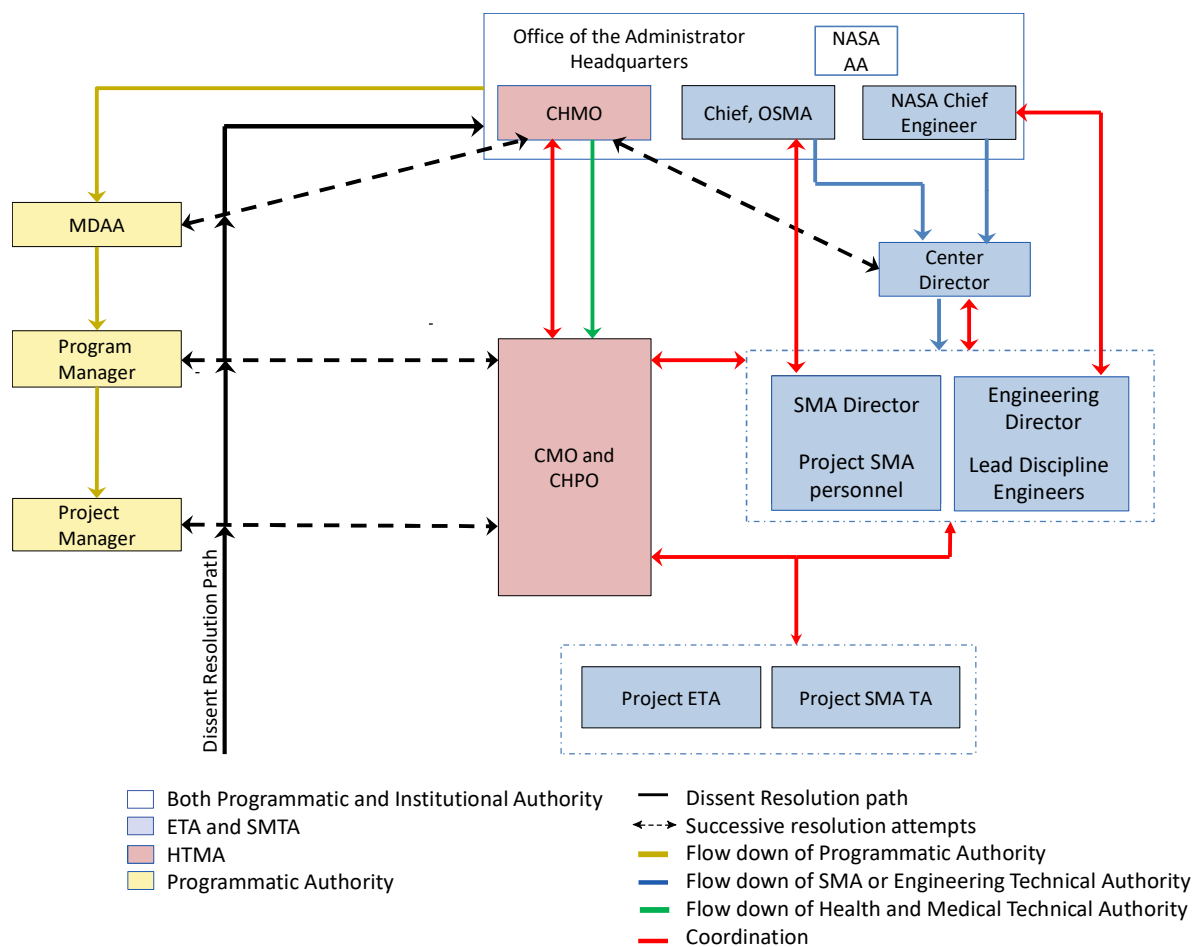 Office of the Administrator
Headquarters
NASA
AA
CHMO
Chief, OSMA
NASA Chief
Engineer
MDAA
Center
Director
Program
Manager
-
-
SMA Director
Project SMA
personnel
Engineering
Director
Lead Discipline
Engineers
CMO and
CHPO
Project
Manager
Dissent Resolution Path
Project ETA
Project SMA TA
Both Programmatic and Institutional Authority
ETA and SMTA
HTMA
Programmatic Authority
Dissent Resolution path
Successive resolution attempts
Flow down of Programmatic Authority
Flow down of SMA or Engineering Technical Authority
Flow down of Health and Medical Technical Authority
Coordination